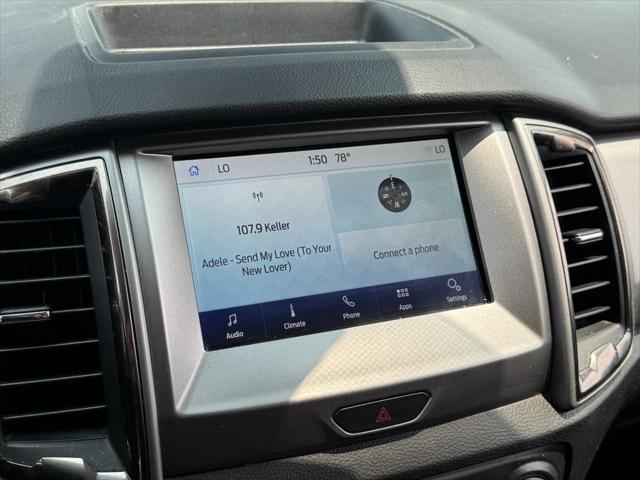 LO 1:50 78° LO
107.9 Keller
Adele - Send My Love (To Your
New Lover)
E
N S
W
Connect a phone
Audio Climate Phone Apps Settings